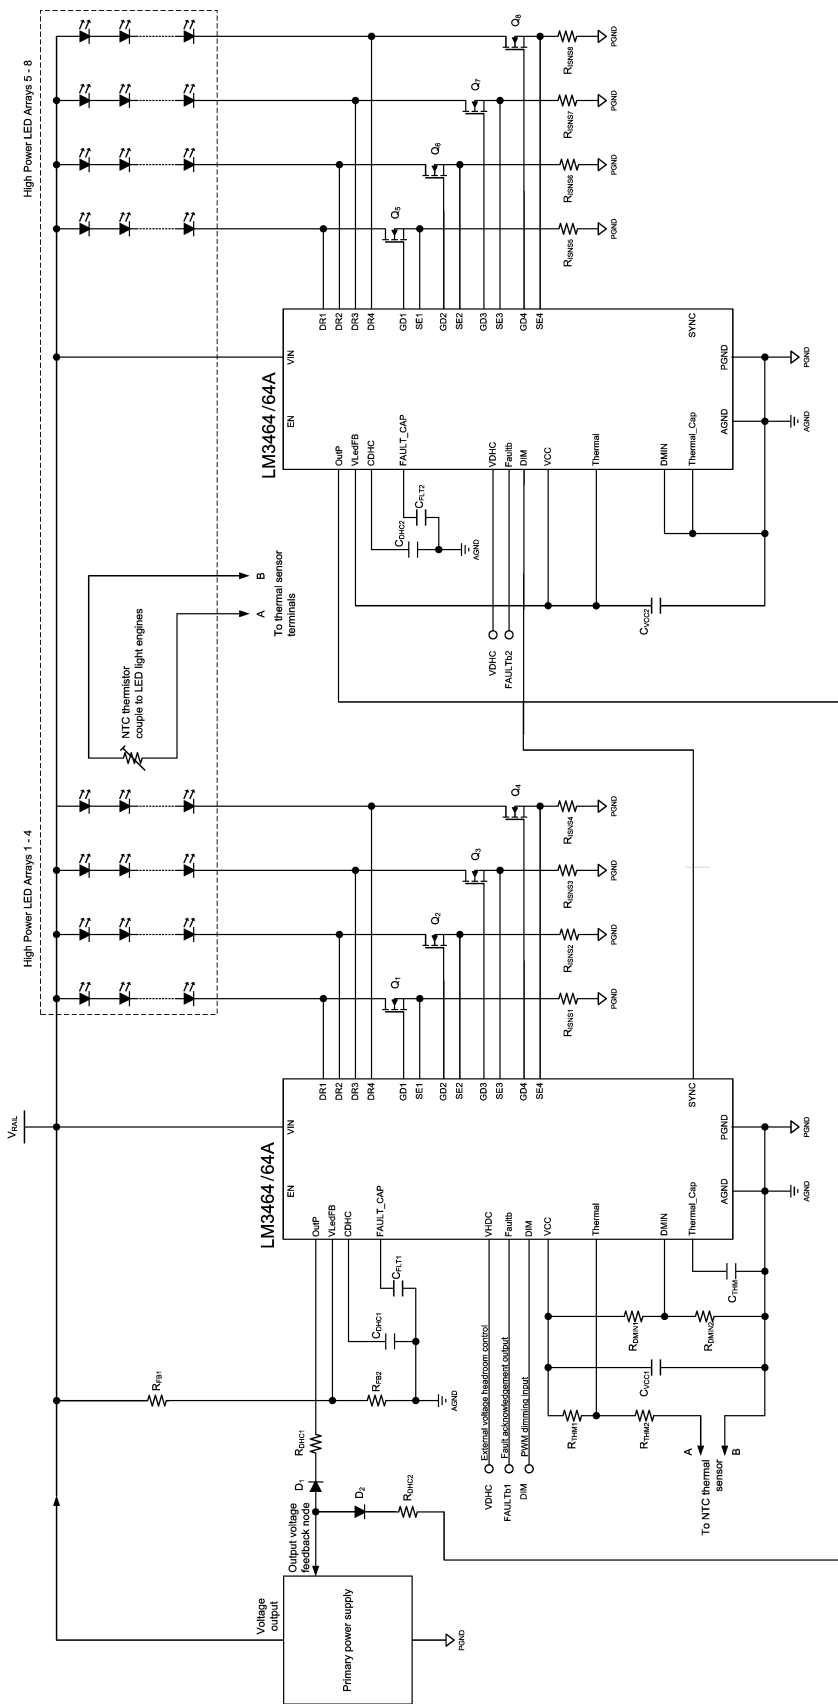 V_RAIL
High Power LED Arrays 1 - 4
High Power LED Arrays 5 - 8
NTC thermistor
couple to LED light engines
B
A
To thermal sensor
terminals
Voltage
output
Primary power supply
PGND
Output voltage
feedback node
D1
RDHC1
D2
RDHC2
RFB1
RFB2
AGND
CDHC1
CFLT1
LM3464/64A
EN
VIN
OutP
VLedFB
CDHC
FAULT_CAP
VHDC
Faultb
DIM
VCC
Thermal
DMIN
Thermal_Cap
AGND
PGND
DR1
DR2
DR3
DR4
GD1
SE1
GD2
SE2
GD3
SE3
GD4
SE4
SYNC
Q1
Q2
Q3
Q4
RISNS1
PGND
RISNS2
PGND
RISNS3
PGND
RISNS4
PGND
VDHC
External voltage headroom control
FAULTb1
Fault acknowledgement output
DIM
PWM dimming input
RTHM1
RTHM2
CVCC1
RDMIN1
RDMIN2
CTHM
A
B
To NTC thermal
sensor
AGND
PGND
LM3464/64A
EN
VIN
OutP
VLedFB
CDHC
FAULT_CAP
VDHC
Faultb
DIM
VCC
Thermal
DMIN
Thermal_Cap
AGND
PGND
DR1
DR2
DR3
DR4
GD1
SE1
GD2
SE2
GD3
SE3
GD4
SE4
SYNC
CDHC2
CFLT2
AGND
VDHC
FAULTb2
CVCC2
AGND
PGND
Q5
Q6
Q7
Q8
RISNS5
PGND
RISNS6
PGND
RISNS7
PGND
RISNS8
PGND